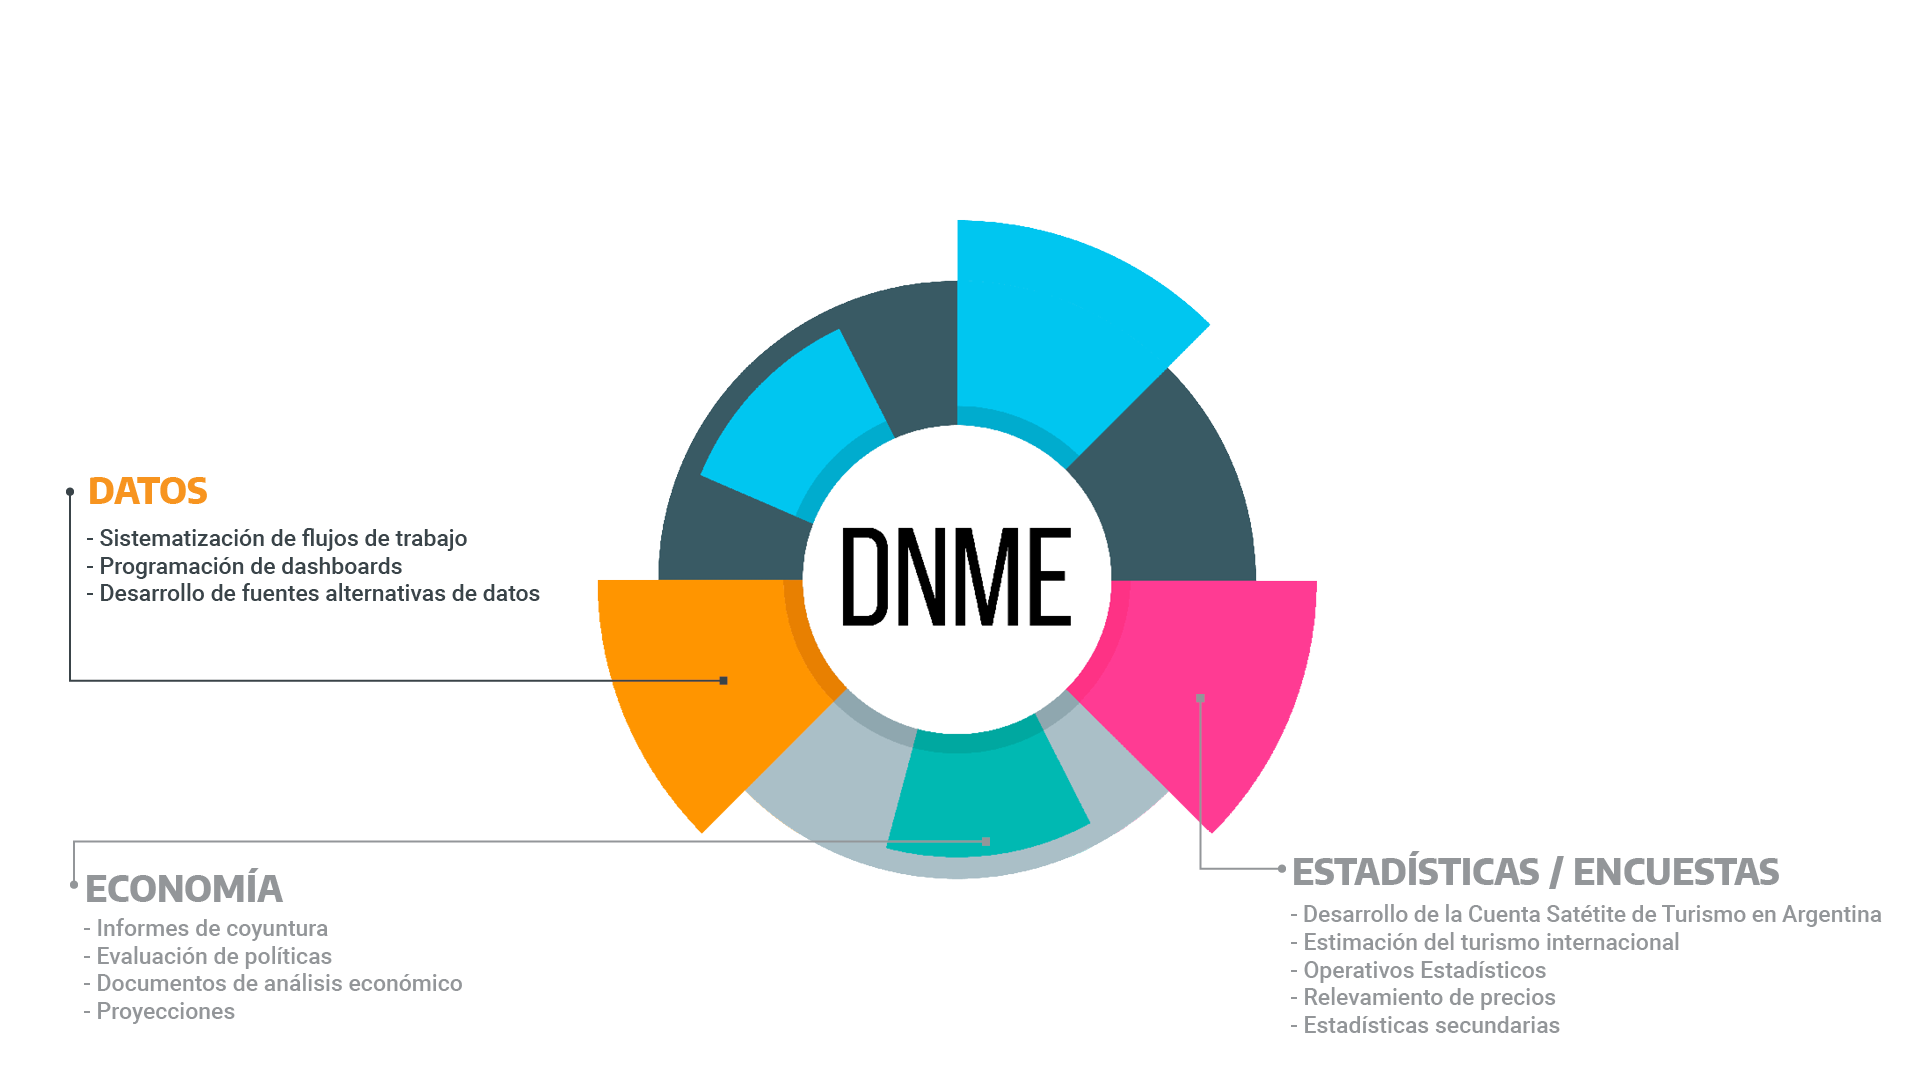 DNME
DATOS
- Sistematización de flujos de trabajo
- Programación de dashboards
- Desarrollo de fuentes alternativas de datos
ECONOMÍA
- Informes de coyuntura
- Evaluación de políticas
- Documentos de análisis económico
- Proyecciones
ESTADÍSTICAS / ENCUESTAS
- Desarrollo de la Cuenta Satétite de Turismo en Argentina
- Estimación del turismo internacional
- Operativos Estadísticos
- Relevamiento de precios
- Estadísticas secundarias